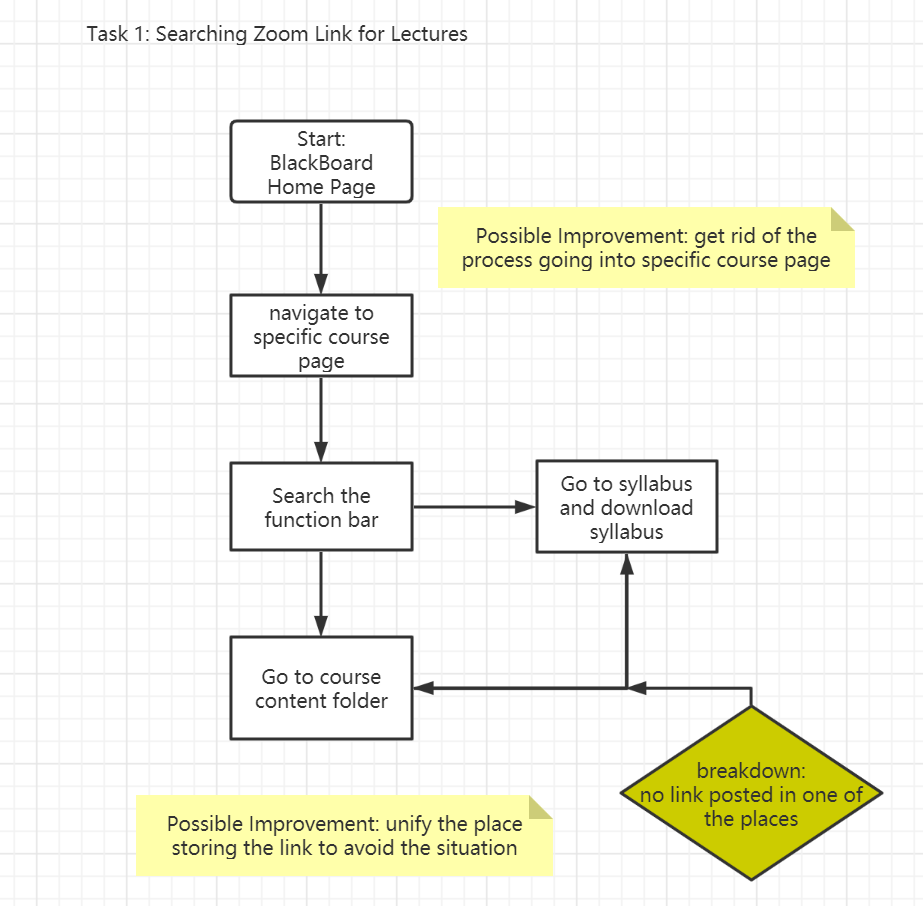 Task 1: Searching Zoom Link for Lectures
Start:
BlackBoard
Home Page
Possible Improvement: get rid of the
process going into specific course page
navigate to
specific course
page
Search the
function bar
Go to syllabus
and download
syllabus
Go to course
content folder
breakdown:
no link posted in one of
the places
Possible Improvement: unify the place
storing the link to avoid the situation